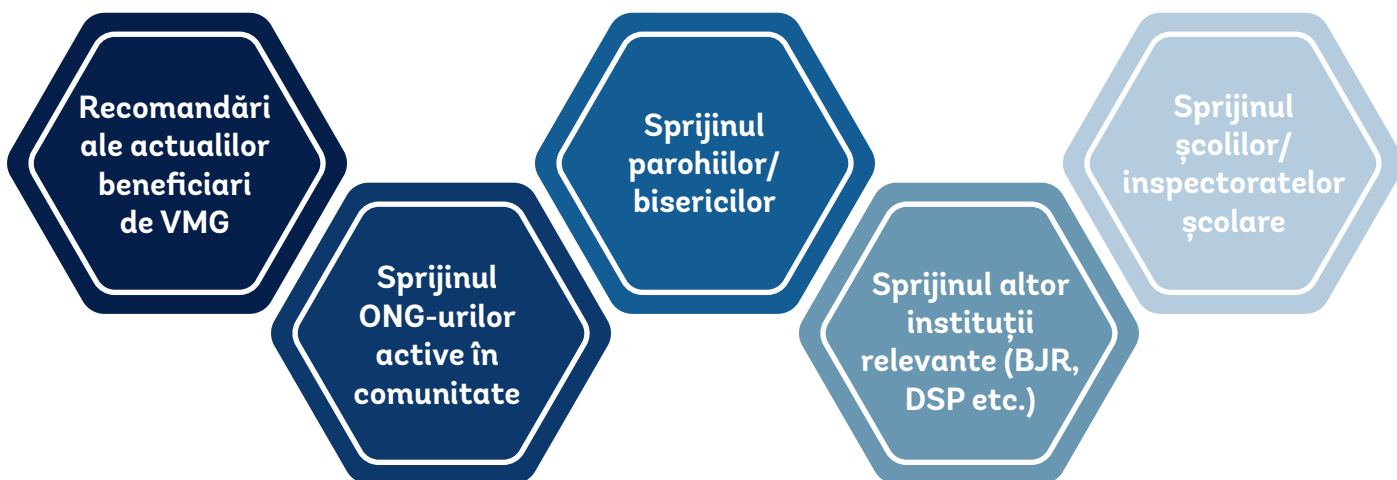 Recomandări
ale actualilor
beneficiari
de VMG
Sprijinul
ONG-urilor
active în
comunitate
Sprijinul
parohiilor/
bisericilor
Sprijinul altor
instituții
relevante (BJR,
DSP etc.)
Sprijinul
școlilor/
inspectoratelor
școlare